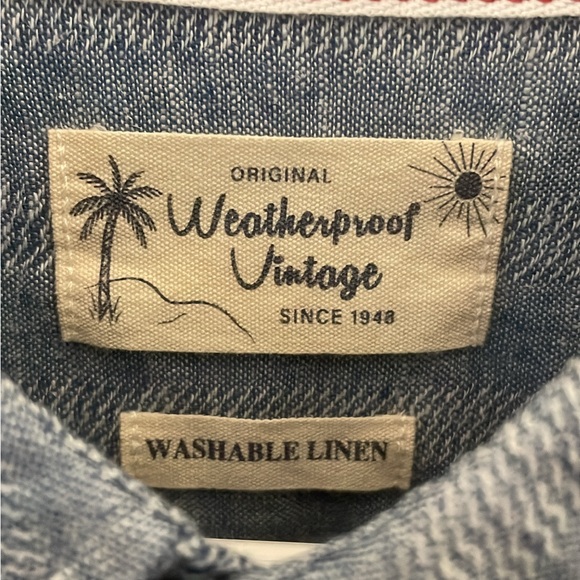 ORIGINAL
Weatherproof
Vintage
SINCE 1948
WASHABLE LINEN